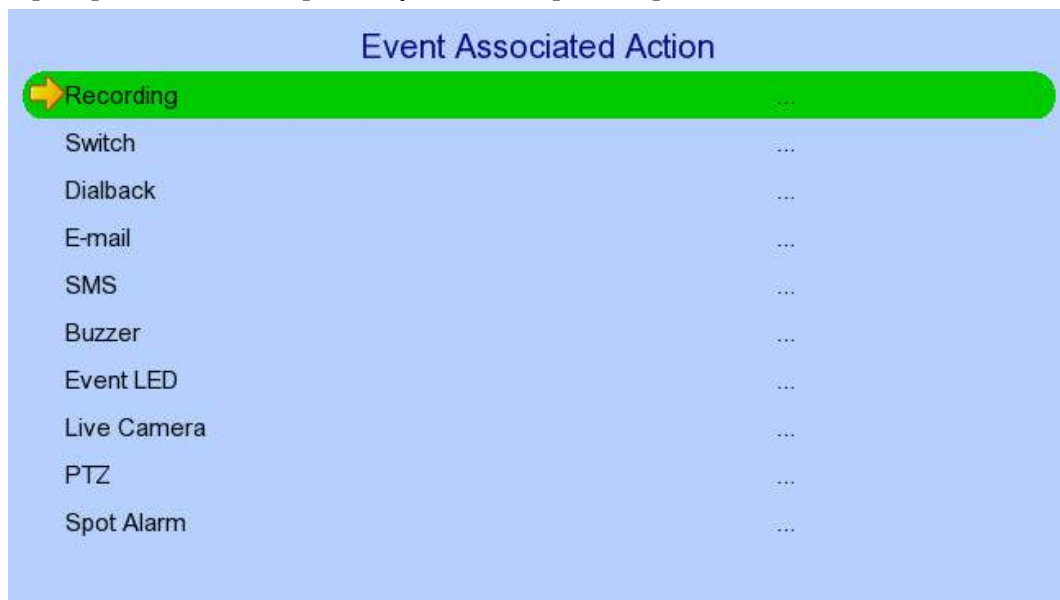 Event Associated Action
Recording ...
Switch ...
Dialback ...
E-mail ...
SMS ...
Buzzer ...
Event LED ...
Live Camera ...
PTZ ...
Spot Alarm ...